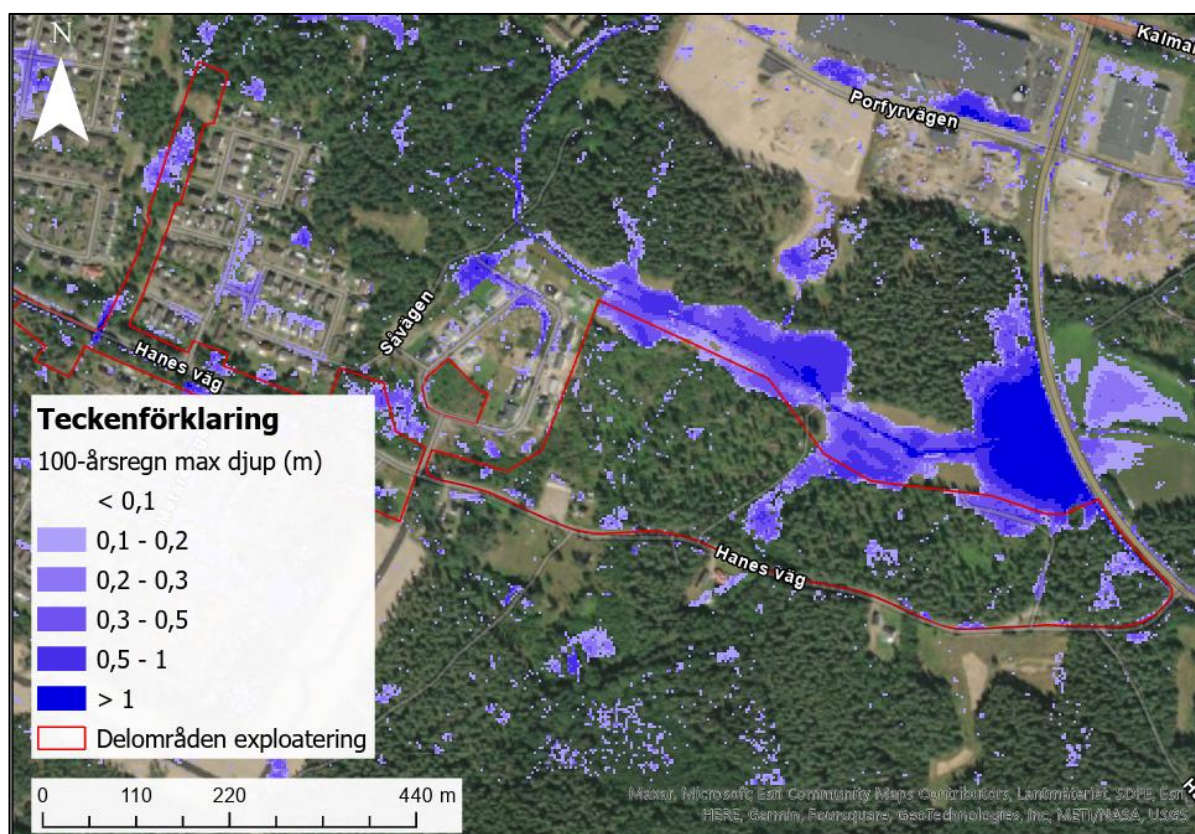 N
Kalmar
Porfyrvägen
Såvägen
Hanes väg
Hanes väg
Teckenförklaring
100-årsregn max djup (m)
< 0,1
0,1 - 0,2
0,2 - 0,3
0,3 - 0,5
0,5 - 1
> 1
Delområden exploatering
0 110 220 440 m
Maxar, Microsoft, Esri Community Maps Contributors, Lantmäteriet, SDFE, Esri,
HERE, Garmin, Foursquare, GeoTechnologies, Inc, METI/NASA, USGS